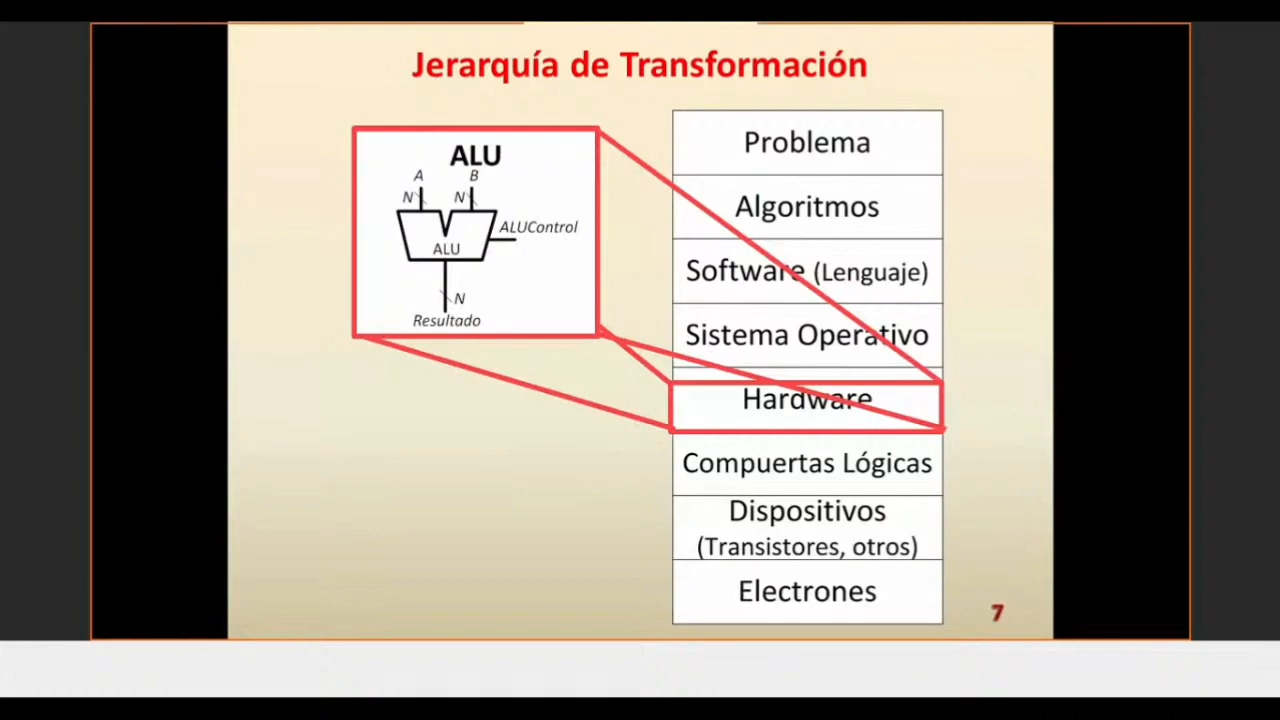 Jerarquía de Transformación
ALU
A B
N N
ALUControl
ALU
N
Resultado
Problema
Algoritmos
Software (Lenguaje)
Sistema Operativo
Hardware
Compuertas Lógicas
Dispositivos
(Transistores, otros)
Electrones
7